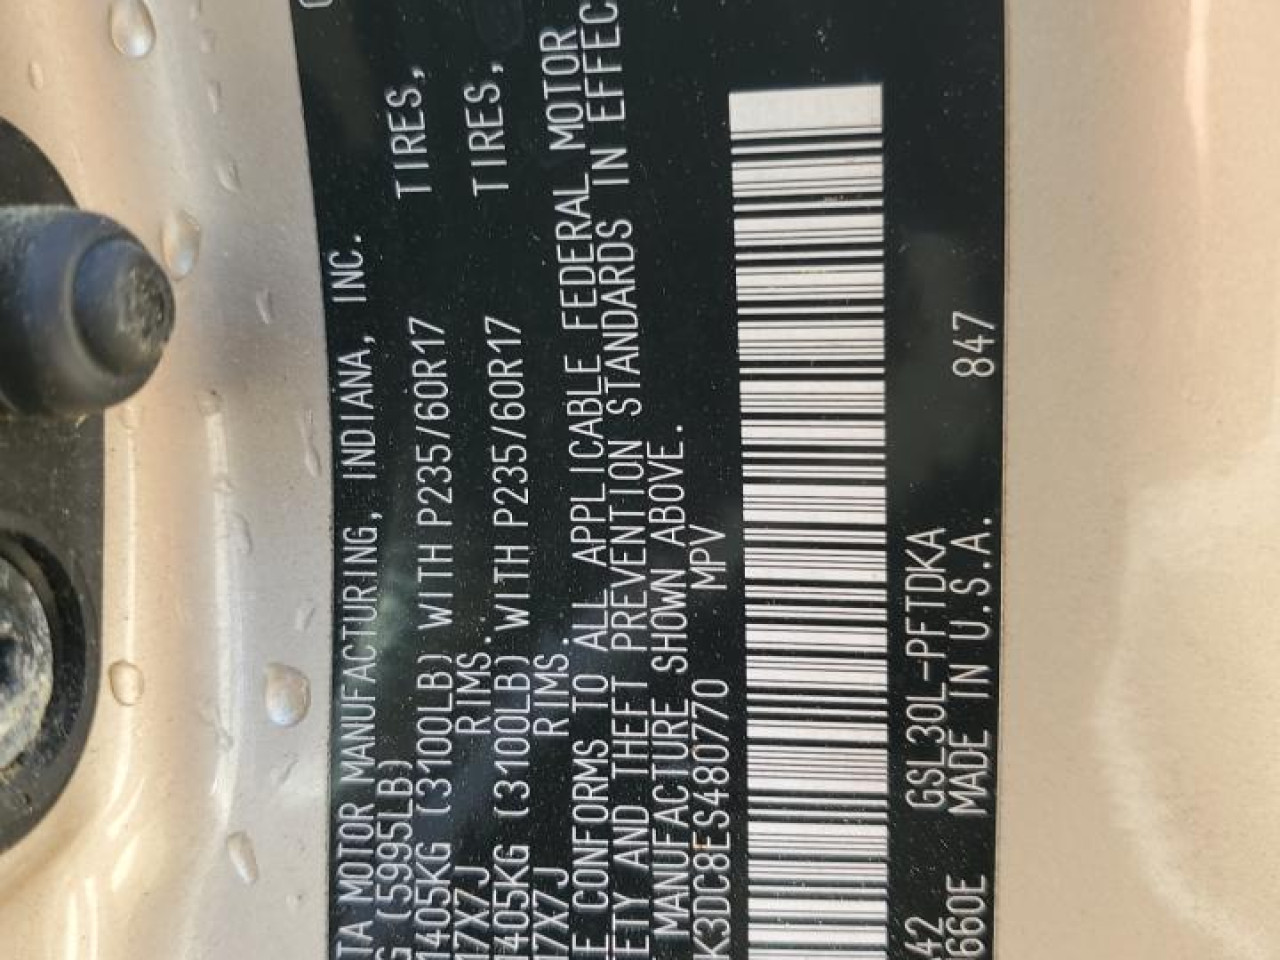 TA MOTOR MANUFACTURING, INDIANA, INC.
G (5995LB)
1405KG (3100LB) WITH P235/60R17 TIRES,
17X7J RIMS.
1405KG (3100LB) WITH P235/60R17 TIRES,
17X7J RIMS.
E CONFORMS TO ALL APPLICABLE FEDERAL MOTOR
ETY AND THEFT PREVENTION STANDARDS IN EFFEC
MANUFACTURE SHOWN ABOVE.
K3DC8ES480770 MPV
42 GSL30L-PFTDKA
660E MADE IN U.S.A. 847